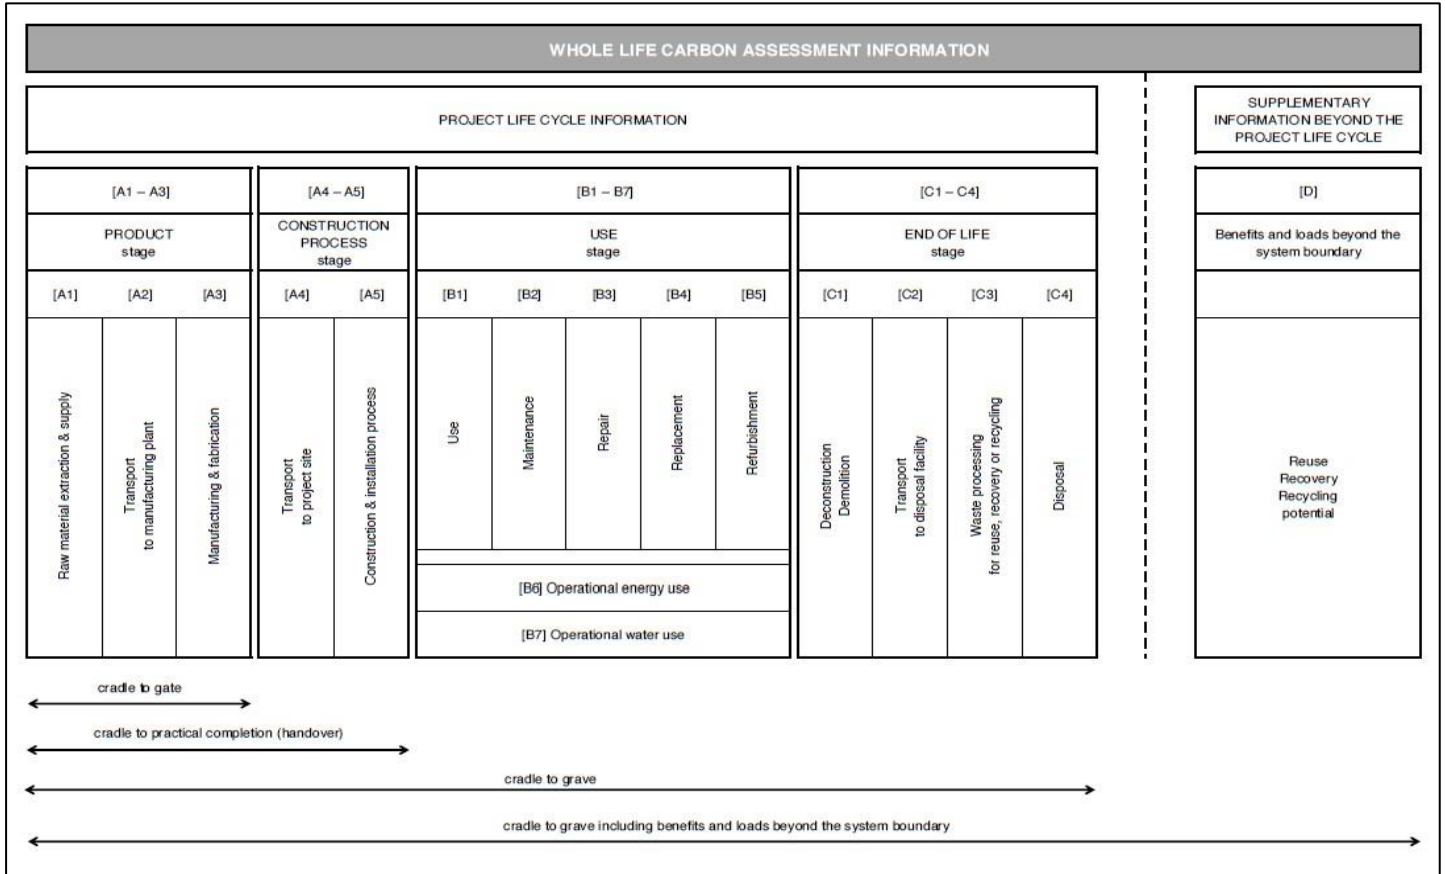 WHOLE LIFE CARBON ASSESSMENT INFORMATION
PROJECT LIFE CYCLE INFORMATION
SUPPLEMENTARY
INFORMATION BEYOND THE
PROJECT LIFE CYCLE
[A1 – A3]
[A4 – A5]
[B1 – B7]
[C1 – C4]
[D]
PRODUCT
stage
CONSTRUCTION
PROCESS
stage
USE
stage
END OF LIFE
stage
Benefits and loads beyond the
system boundary
[A1]
[A2]
[A3]
[A4]
[A5]
[B1]
[B2]
[B3]
[B4]
[B5]
[C1]
[C2]
[C3]
[C4]
Raw material extraction & supply
Transport
to manufacturing plant
Manufacturing & fabrication
Transport
to project site
Construction & installation process
Use
Maintenance
Repair
Replacement
Refurbishment
[B6] Operational energy use
[B7] Operational water use
Deconstruction
Demolition
Transport
to disposal facility
Waste processing
for reuse, recovery or recycling
Disposal
Reuse
Recovery
Recycling
potential
cradle to gate
cradle to practical completion (handover)
cradle to grave
cradle to grave including benefits and loads beyond the system boundary